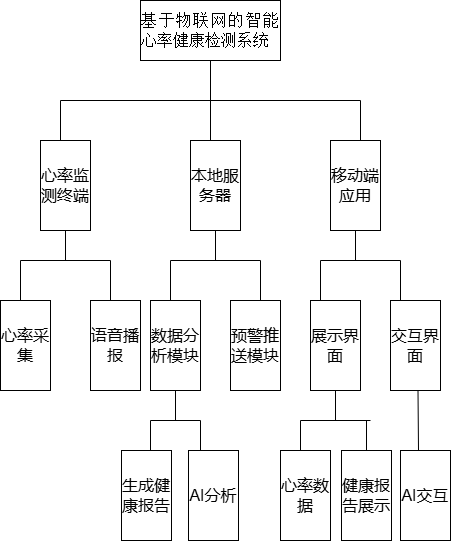 基于物联网的智能
心率健康检测系统
心率监
测终端
本地服
务器
移动端
应用
心率采
集
语音播
报
数据分
析模块
预警推
送模块
展示界
面
交互界
面
生成健
康报告
AI分析
心率数
据
健康报
告展示
AI交互